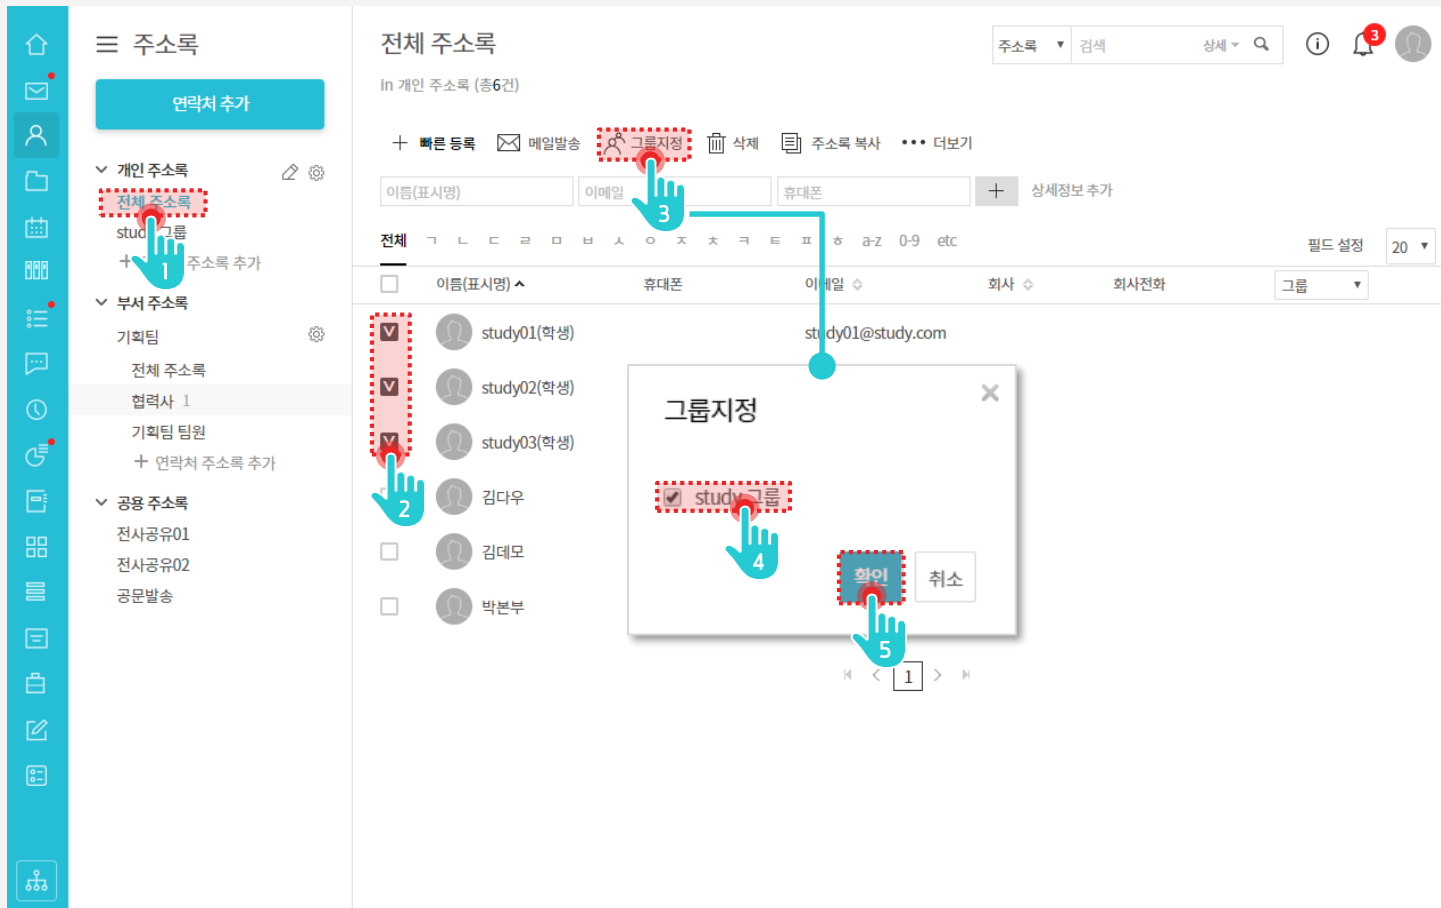 주소록
연락처 추가
개인 주소록
전체 주소록
1
주소록 추가
부서 주소록
기획팀
전체 주소록
협력사 1
기획팀 팀원
연락처 주소록 추가
공용 주소록
전사공유01
전사공유02
공문발송
전체 주소록
in 개인 주소록 (총6건)
주소록 ▼ 검색 상세
3
빠른 등록 메일발송 그룹지정 삭제 주소록 복사 ••• 더보기
3
이름(표시명) 이메일 휴대폰 + 상세정보 추가
전체 ㄱ ㄴ ㄷ ㄹ ㅁ ㅂ ㅅ ㅇ ㅈ ㅊ ㅋ ㅌ ㅍ ㅎ a-z 0-9 etc
필드 설정 20 ▼
이름(표시명) 휴대폰 이메일 회사 회사전화 그룹 ▼
study01(학생) study01@study.com
study02(학생)
study03(학생)
2
김다우
김데모
박본부
그룹지정
study 그룹
4
확인 취소
5
1